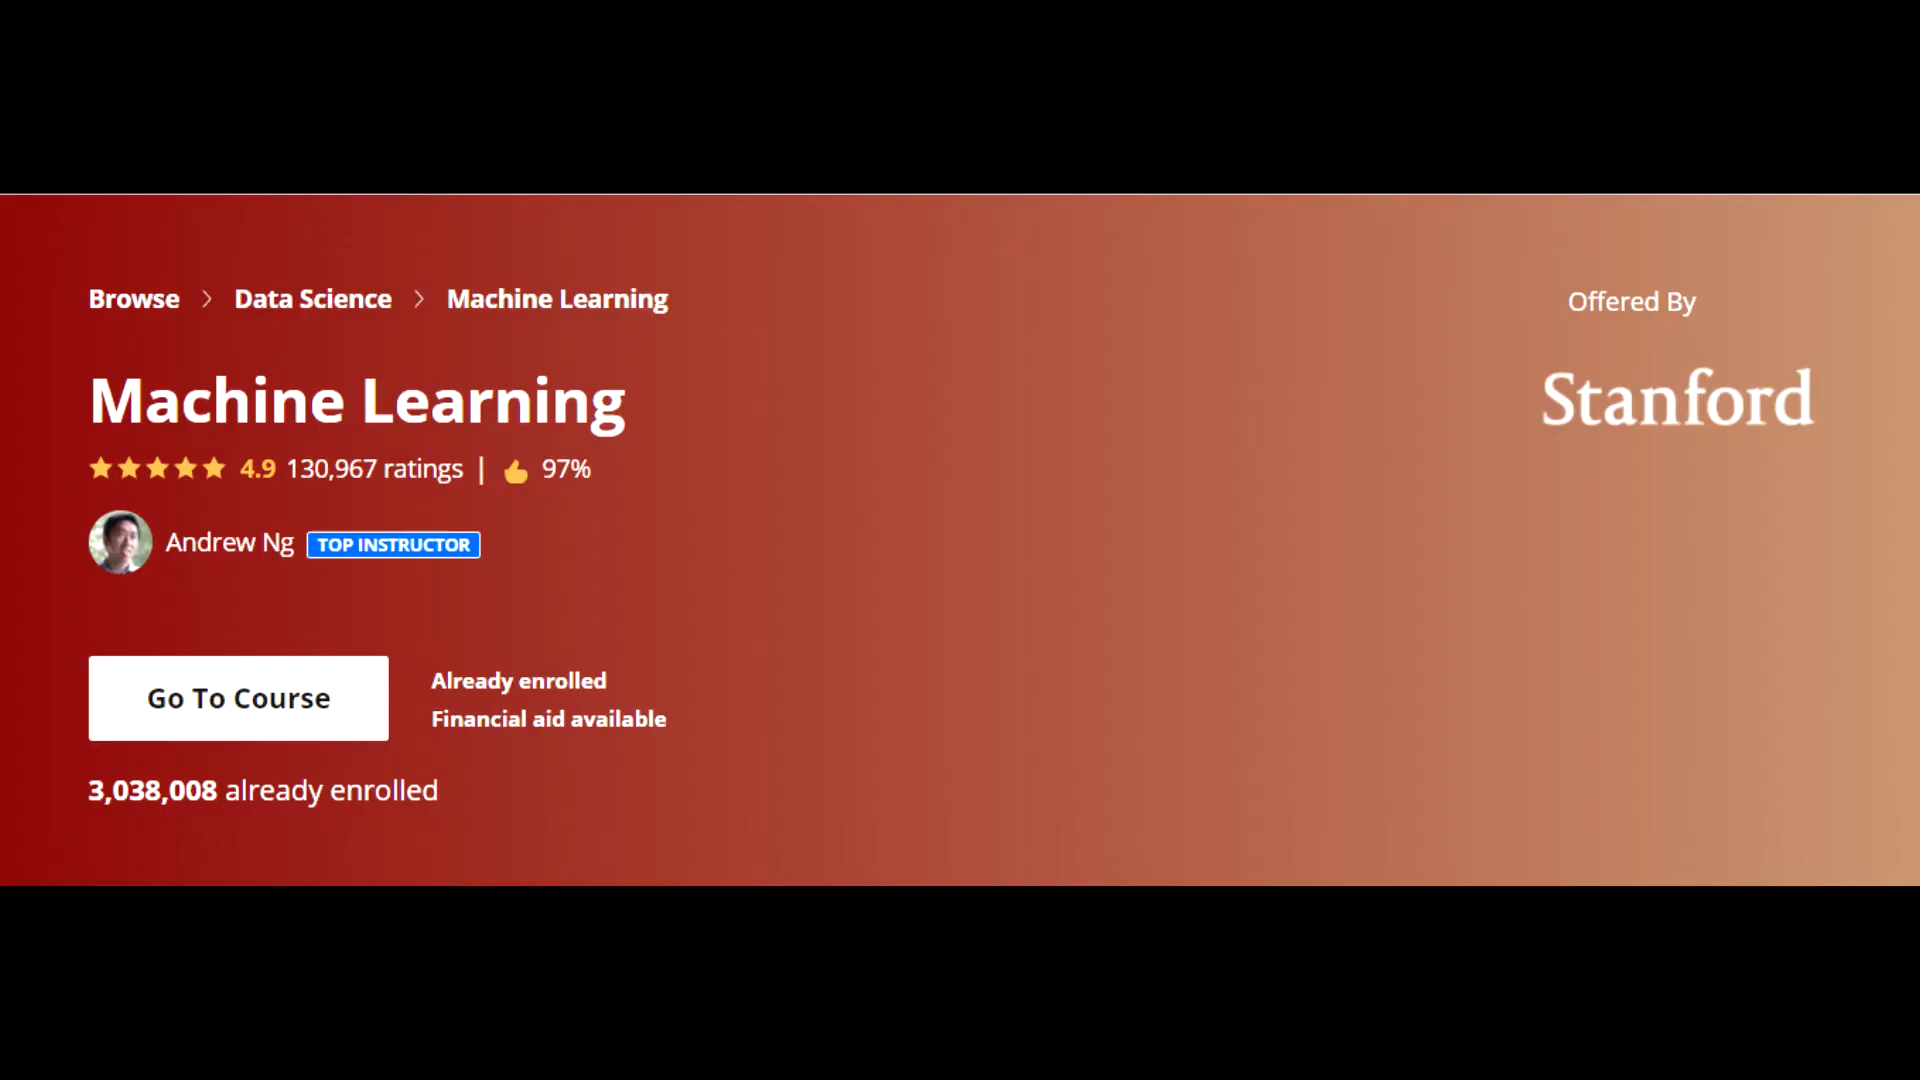 Browse > Data Science > Machine Learning
Offered By
Machine Learning
Stanford
4.9 130,967 ratings | 97%
Andrew Ng TOP INSTRUCTOR
Go To Course
Already enrolled
Financial aid available
3,038,008 already enrolled